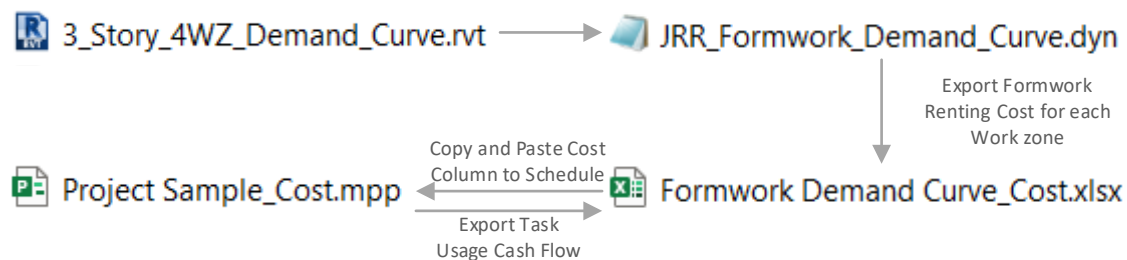 3_Story_4WZ_Demand_Curve.rvt
JRR_Formwork_Demand_Curve.dyn
Export Formwork
Renting Cost for each
Work zone
Copy and Paste Cost
Column to Schedule
Project Sample_Cost.mpp
Formwork Demand Curve_Cost.xlsx
Export Task
Usage Cash Flow